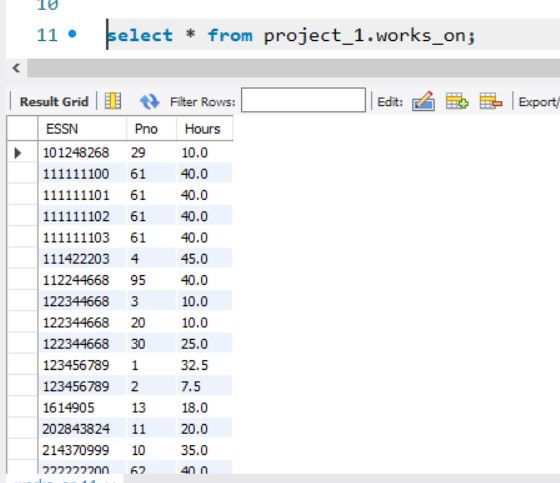 10
11 select * from project_1.works_on;
Result Grid Filter Rows: Edit: Export/
ESSN Pno Hours
101248268 29 10.0
111111100 61 40.0
111111101 61 40.0
111111102 61 40.0
111111103 61 40.0
111422203 4 45.0
112244668 95 40.0
122344668 3 10.0
122344668 20 10.0
122344668 30 25.0
123456789 1 32.5
123456789 2 7.5
1614905 13 18.0
202843824 11 20.0
214370999 10 35.0
222222200 62 40.0